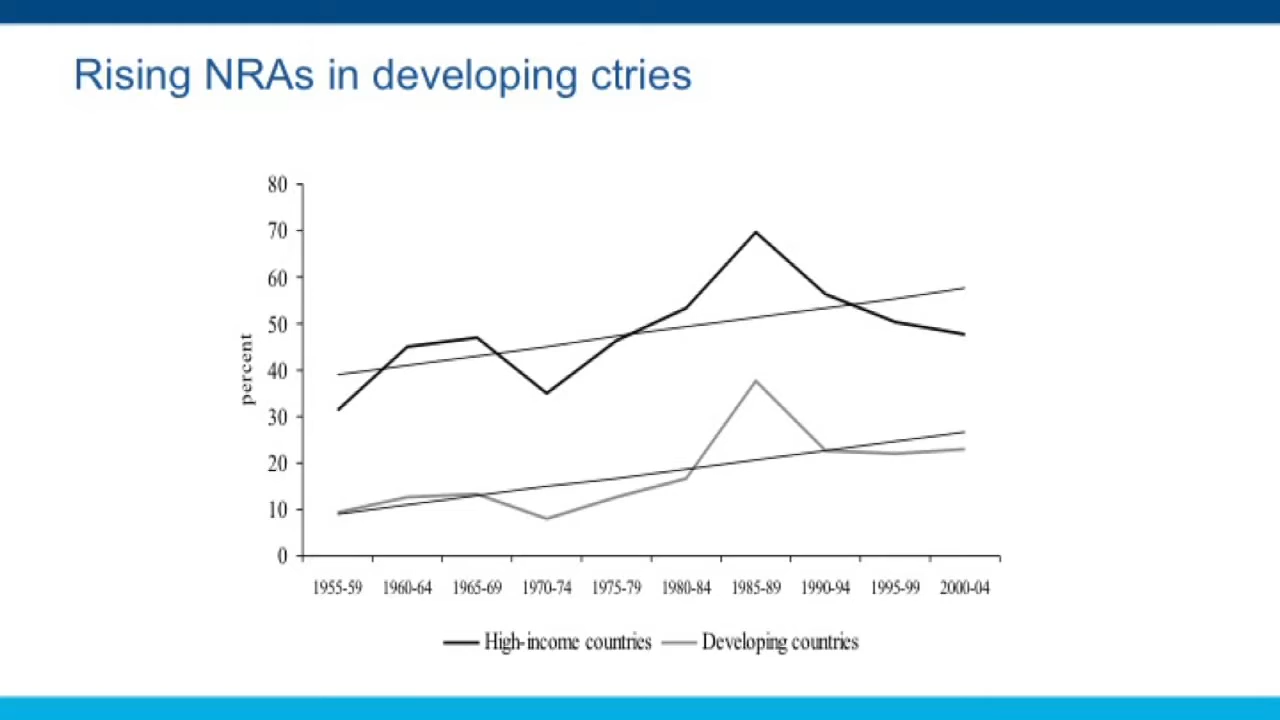 Rising NRAs in developing ctries
80
70
60
50
40
30
20
10
0
percent
1955-59 1960-64 1965-69 1970-74 1975-79 1980-84 1985-89 1990-94 1995-99 2000-04
High-income countries Developing countries